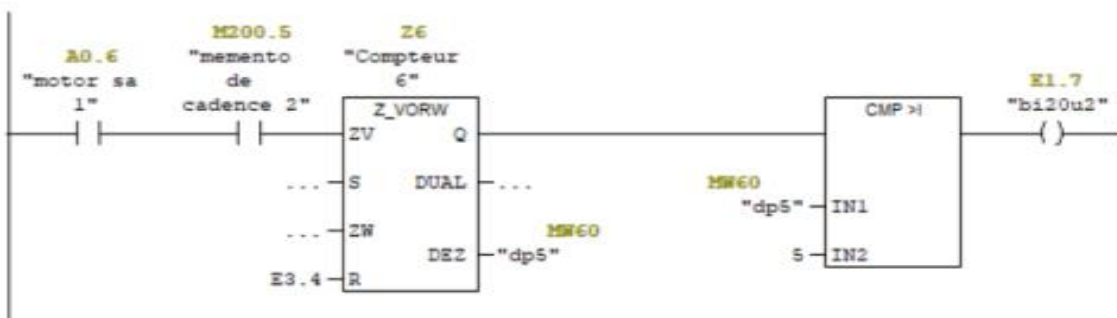 M200.5
Z6
A0.6
"memento
"Compteur
E1.7
"motor sa
de
6"
"bi20u2"
1"
cadence 2"
Z_VORW
CMP >I
ZV
Q
...
S
DUAL
...
MW60
"dp5"
IN1
...
ZW
MW60
DEZ
"dp5"
5
IN2
E3.4
R